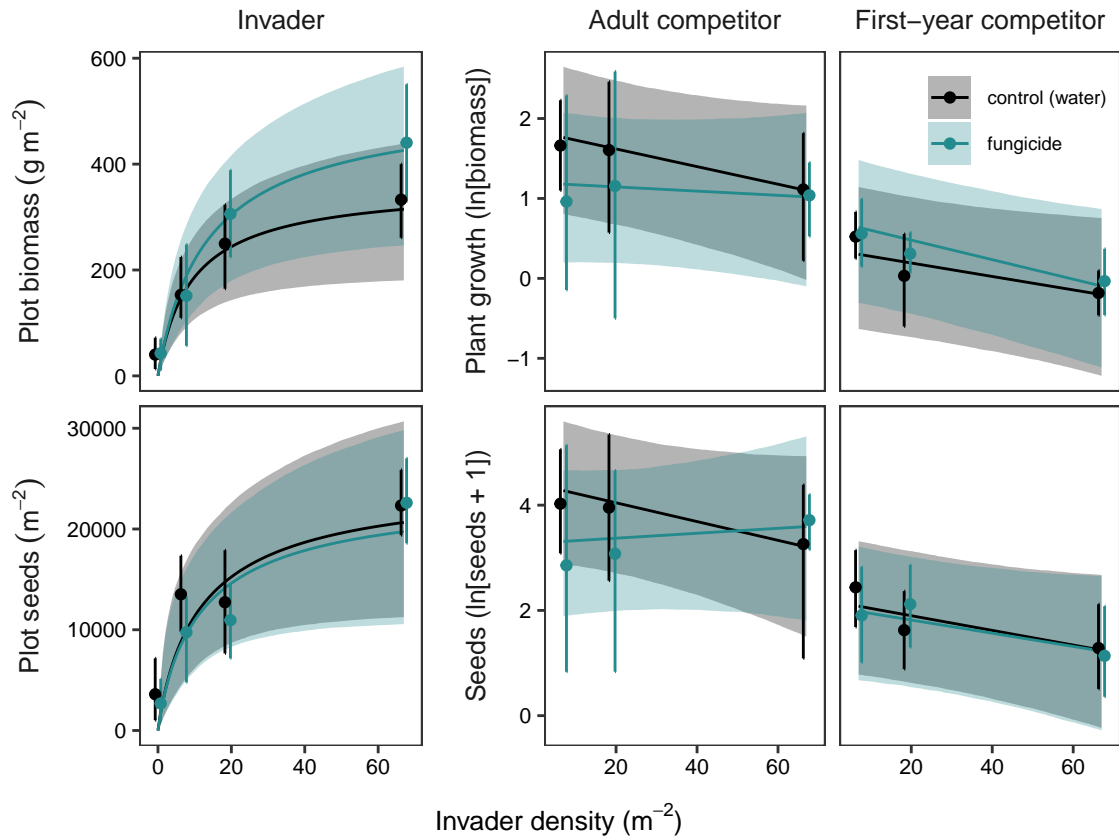 Invader
Adult competitor
First−year competitor
Plot biomass (g m−2)
600
400
200
0
Plant growth (ln[biomass])
2
1
0
−1
control (water)
fungicide
Plot seeds (m−2)
30000
20000
10000
0
Seeds (ln[seeds + 1])
4
2
0
0 20 40 60
20 40 60
20 40 60
Invader density (m−2)